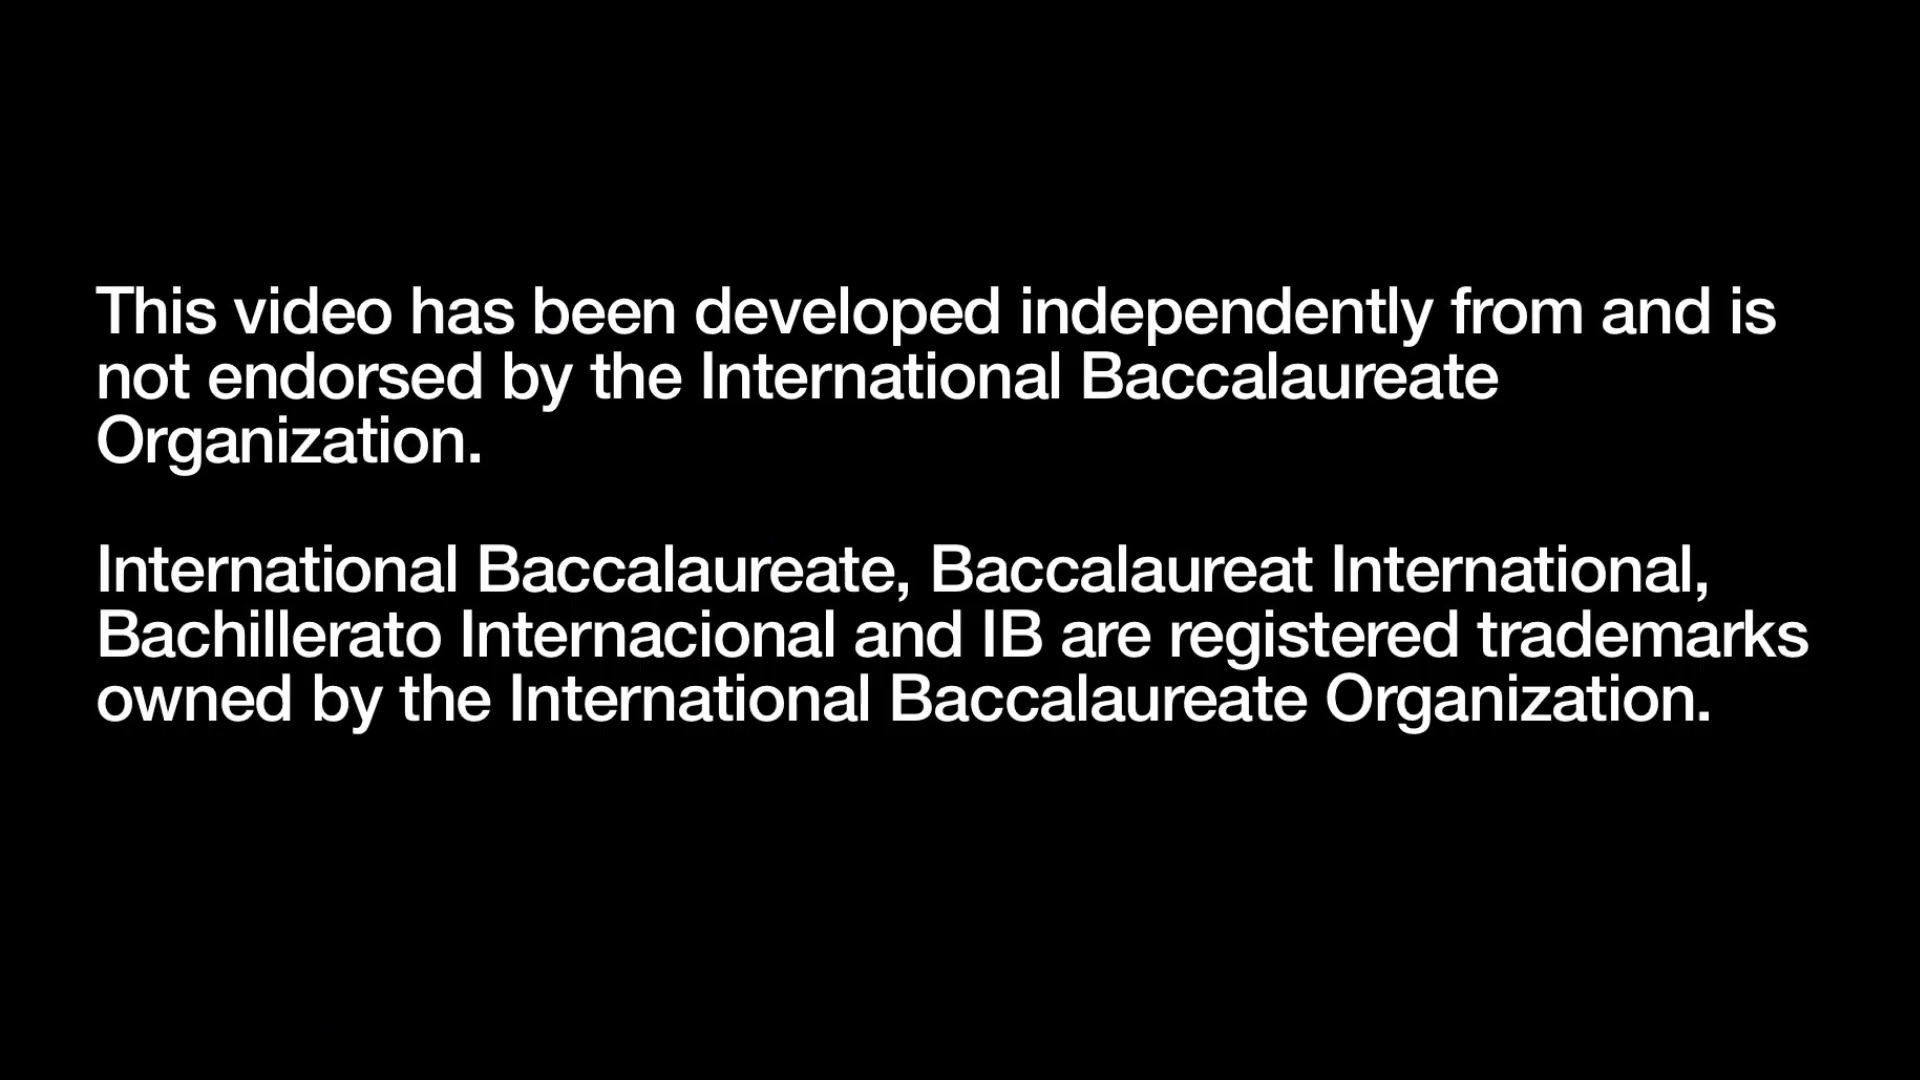 This video has been developed independently from and is
not endorsed by the International Baccalaureate
Organization.
International Baccalaureate, Baccalaureat International,
Bachillerato Internacional and IB are registered trademarks
owned by the International Baccalaureate Organization.